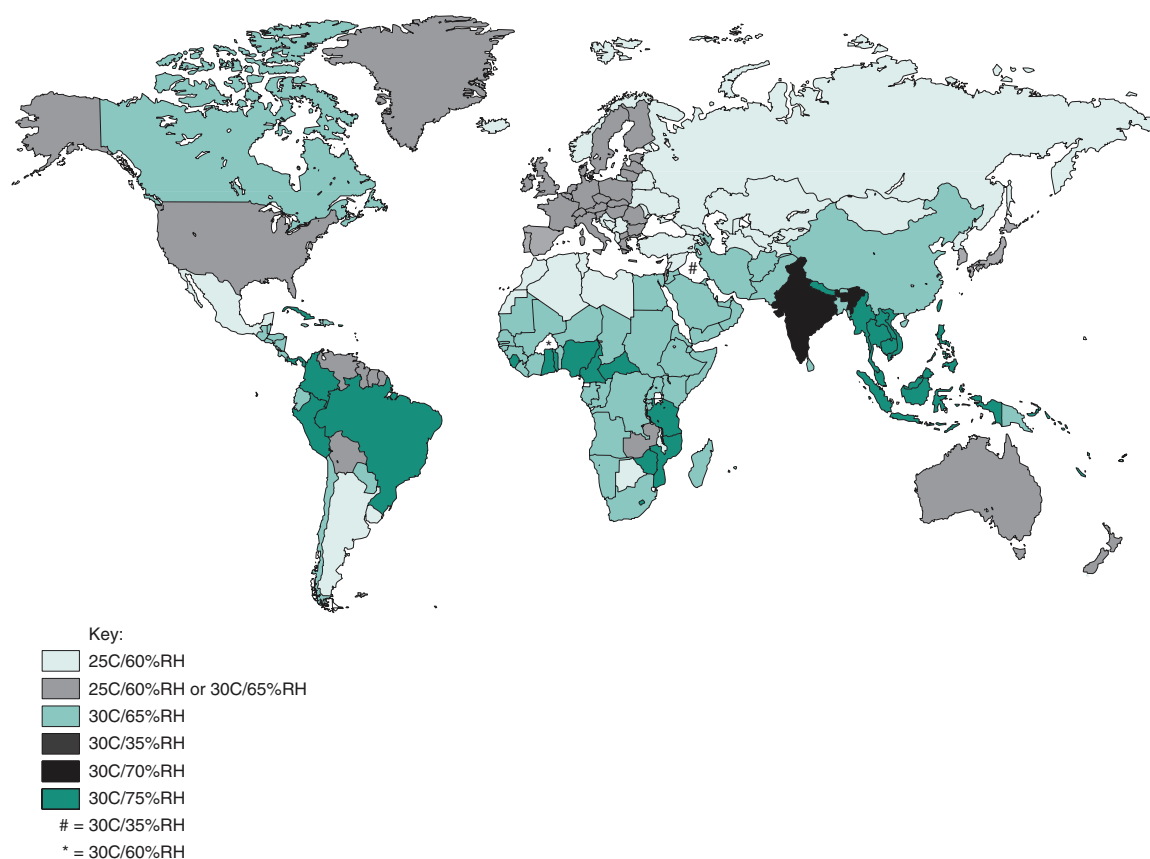 #
*
Key:
25C/60%RH
25C/60%RH or 30C/65%RH
30C/65%RH
30C/35%RH
30C/70%RH
30C/75%RH
# = 30C/35%RH
* = 30C/60%RH